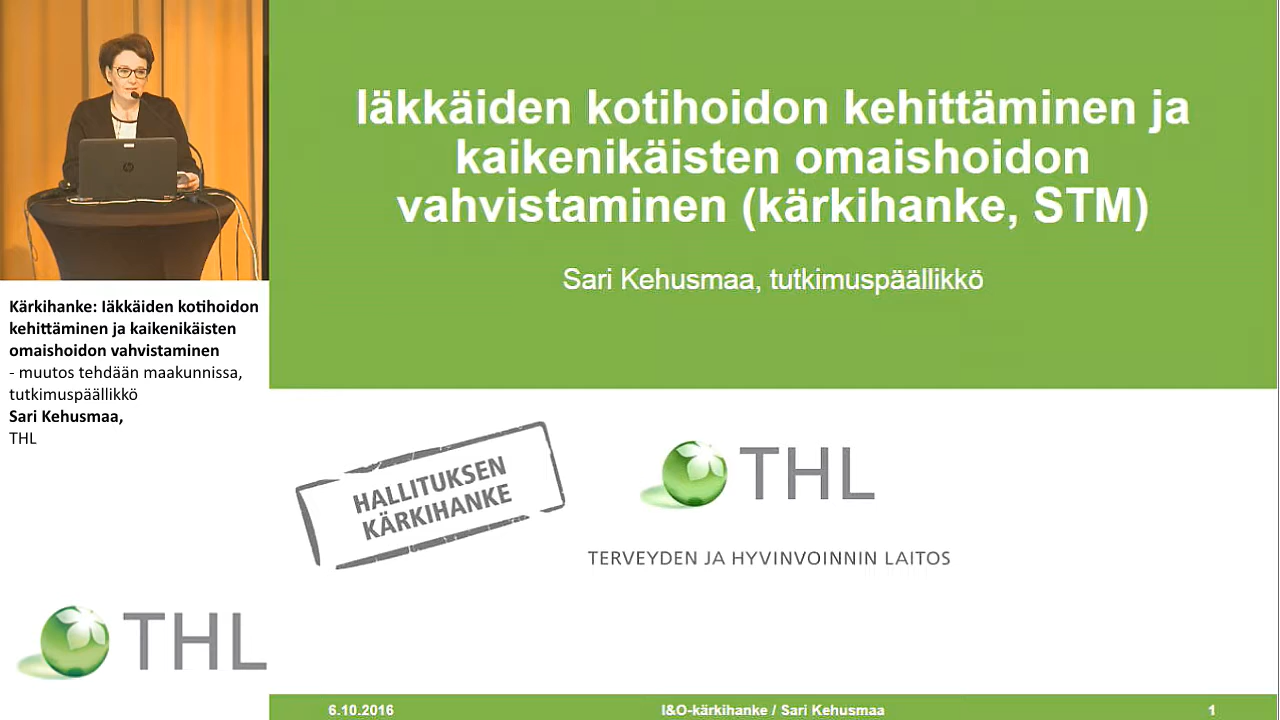 Iäkkäiden kotihoidon kehittäminen ja
kaikenikäisten omaishoidon
vahvistaminen (kärkihanke, STM)
Sari Kehusmaa, tutkimuspäällikkö
Kärkihanke: Iäkkäiden kotihoidon
kehittäminen ja kaikenikäisten
omaishoidon vahvistaminen
- muutos tehdään maakunnissa,
tutkimuspäällikkö
Sari Kehusmaa,
THL
HALLITUKSEN
KÄRKIHANKE
THL
TERVEYDEN JA HYVINVOINNIN LAITOS
THL
6.10.2016
I&O-kärkihanke / Sari Kehusmaa
1
hp